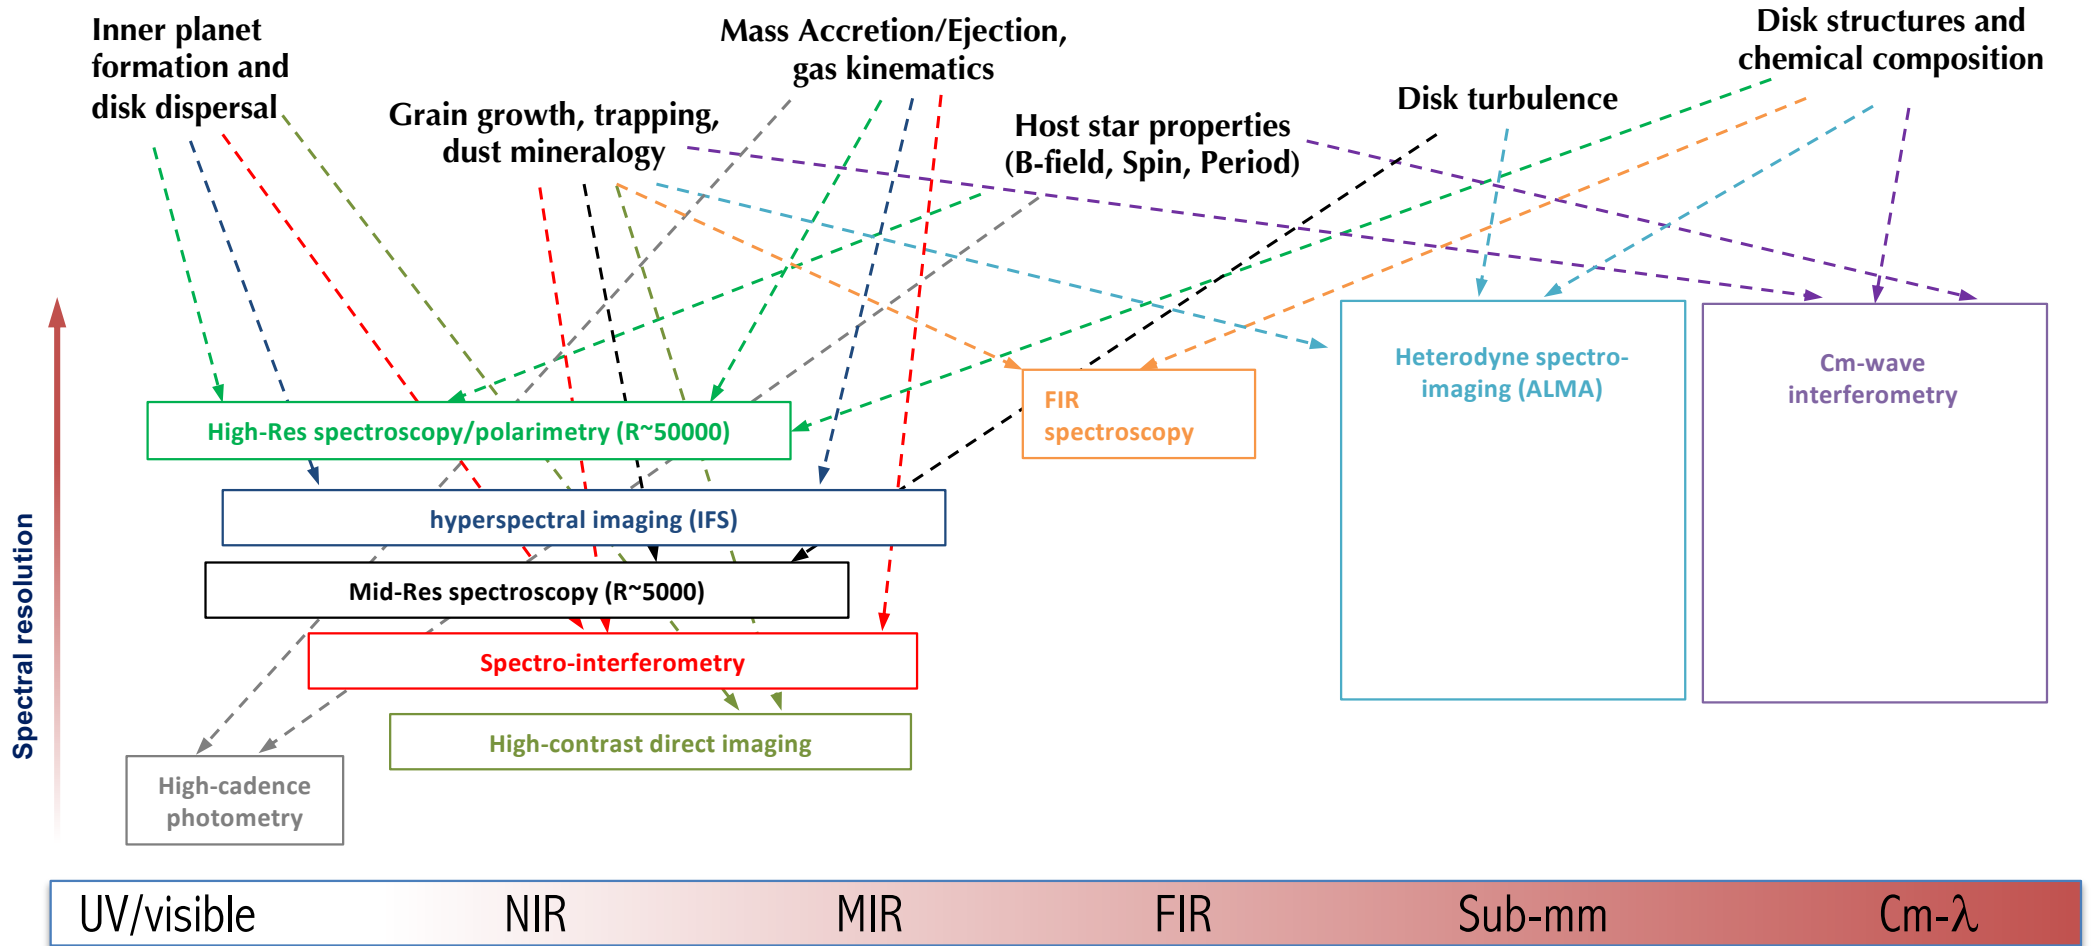 Inner planet
formation and
disk dispersal
Grain growth, trapping,
dust mineralogy
Mass Accretion/Ejection,
gas kinematics
Host star properties
(B-field, Spin, Period)
Disk turbulence
Disk structures and
chemical composition
Spectral resolution
High-Res spectroscopy/polarimetry (R~50000)
hyperspectral imaging (IFS)
Mid-Res spectroscopy (R~5000)
Spectro-interferometry
High-contrast direct imaging
High-cadence
photometry
FIR
spectroscopy
Heterodyne spectro-
imaging (ALMA)
Cm-wave
interferometry
UV/visible
NIR
MIR
FIR
Sub-mm
Cm-λ